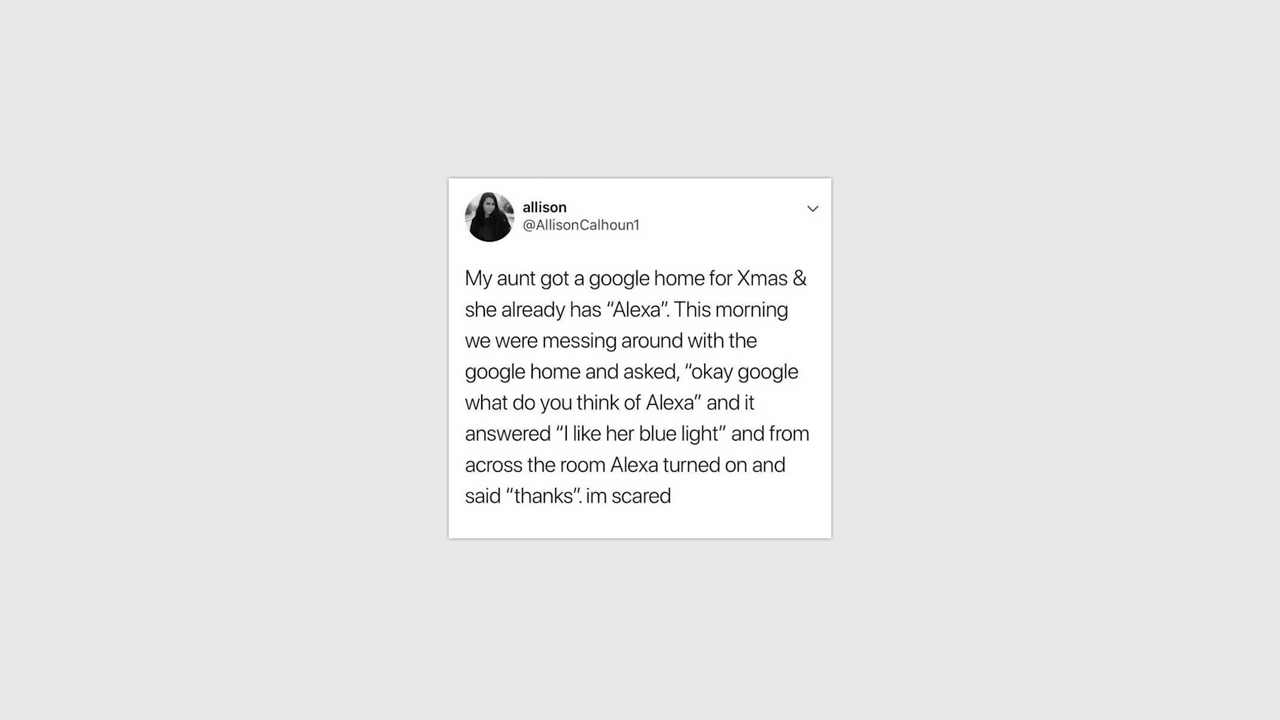 allison
@AllisonCalhoun1
My aunt got a google home for Xmas &
she already has “Alexa”. This morning
we were messing around with the
google home and asked, “okay google
what do you think of Alexa” and it
answered “I like her blue light” and from
across the room Alexa turned on and
said “thanks”. im scared